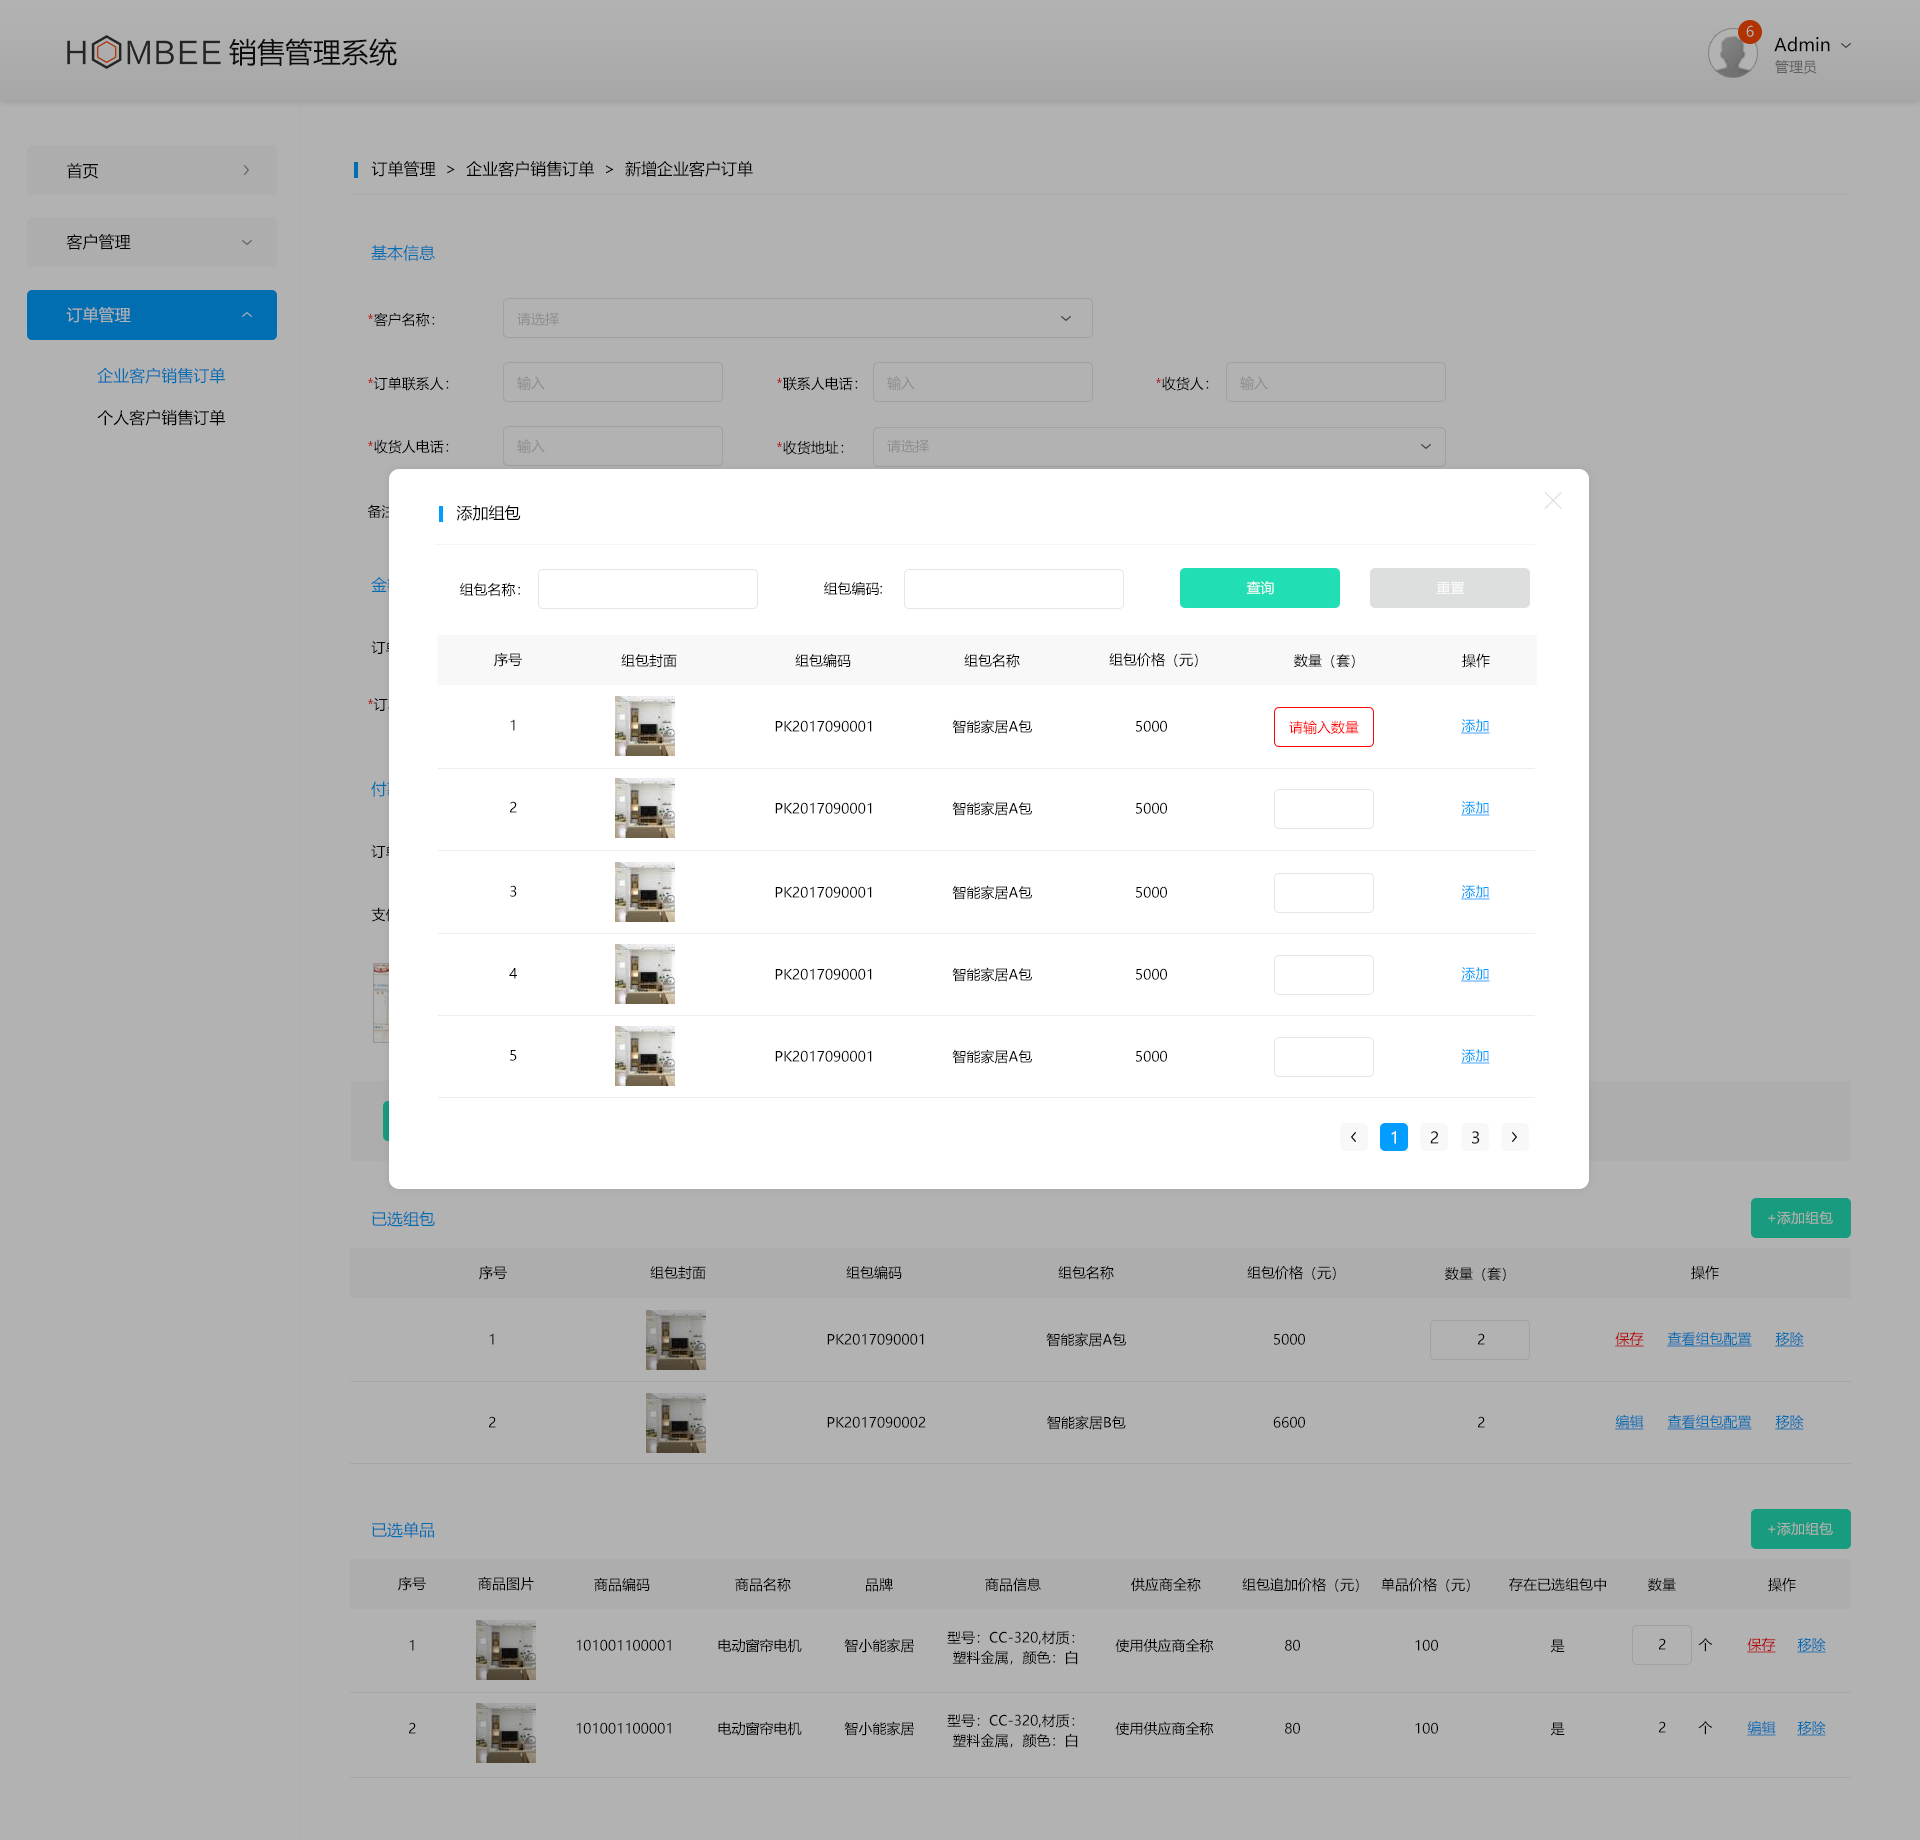 HOMBEE 销售管理系统
6
Admin
管理员
首页
客户管理
订单管理
企业客户销售订单
个人客户销售订单
订单管理 > 企业客户销售订单 > 新增企业客户订单
基本信息
*客户名称： 请选择
*订单联系人： 输入 *联系人电话： 输入 *收货人： 输入
*收货人电话： 输入 *收货地址： 请选择
备注
*订
支
添加组包
组包名称： 组包编码: 查询 重置
序号 组包封面 组包编码 组包名称 组包价格（元） 数量（套） 操作
1 PK2017090001 智能家居A包 5000 请输入数量 添加
2 PK2017090001 智能家居A包 5000 添加
3 PK2017090001 智能家居A包 5000 添加
4 PK2017090001 智能家居A包 5000 添加
5 PK2017090001 智能家居A包 5000 添加
1 2 3
已选组包 +添加组包
序号 组包封面 组包编码 组包名称 组包价格（元） 数量（套） 操作
1 PK2017090001 智能家居A包 5000 2 保存 查看组包配置 移除
2 PK2017090002 智能家居B包 6600 2 编辑 查看组包配置 移除
已选单品 +添加组包
序号 商品图片 商品编码 商品名称 品牌 商品信息 供应商全称 组包追加价格（元） 单品价格（元） 存在已选组包中 数量 操作
1 101001100001 电动窗帘电机 智小能家居 型号：CC-320,材质： 使用供应商全称 80 100 是 2 个 保存 移除
塑料金属，颜色：白
2 101001100001 电动窗帘电机 智小能家居 型号：CC-320,材质： 使用供应商全称 80 100 是 2 个 编辑 移除
塑料金属，颜色：白